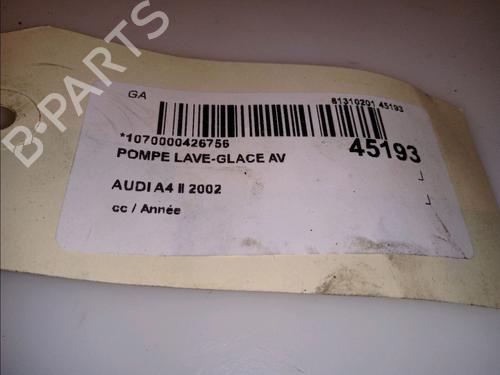 GA
81310201 45193
*1070000426756
45193
POMPE LAVE-GLACE AV
AUDI A4 II 2002
cc / Année
B-PARTS